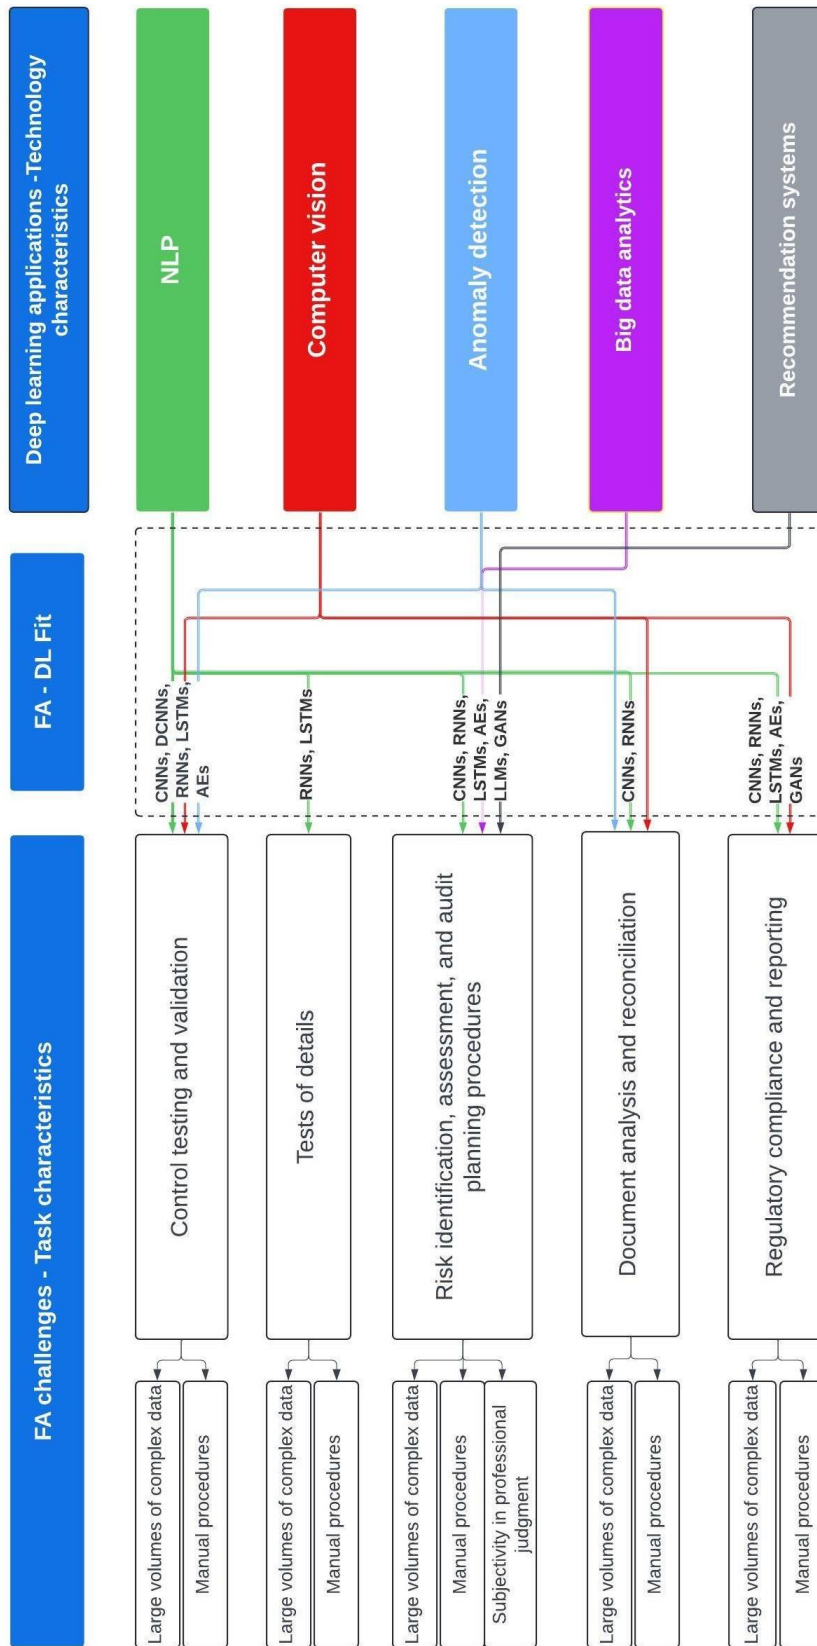 Deep learning applications -Technology
characteristics
NLP
Computer vision
Anomaly detection
Big data analytics
Recommendation systems
FA - DL Fit
CNNs, DCNNs,
RNNs, LSTMs,
AEs
RNNs, LSTMs
CNNs, RNNs,
LSTMs, AEs,
LLMs, GANs
CNNs, RNNs
CNNs, RNNs,
LSTMs, AEs,
GANs
FA challenges - Task characteristics
Control testing and validation
Tests of details
Risk identification, assessment, and audit
planning procedures
Document analysis and reconciliation
Regulatory compliance and reporting
Large volumes of complex data
Manual procedures
Large volumes of complex data
Manual procedures
Large volumes of complex data
Manual procedures
Subjectivity in professional
judgment
Large volumes of complex data
Manual procedures
Large volumes of complex data
Manual procedures